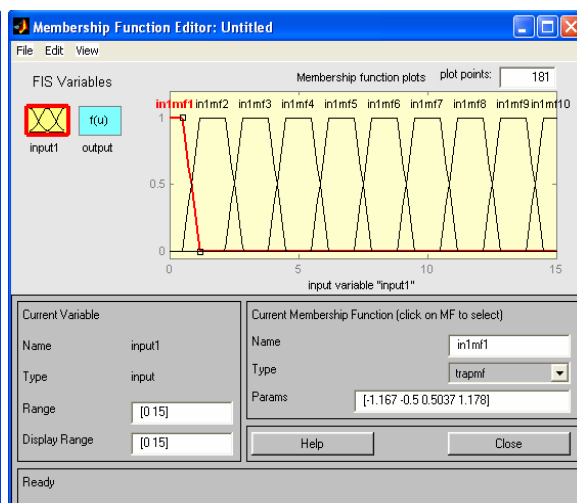 Membership Function Editor: Untitled
File Edit View
FIS Variables
Membership function plots plot points: 181
in1mf1 in1mf2 in1mf3 in1mf4 in1mf5 in1mf6 in1mf7 in1mf8 in1mf9 in1mf10
f(u)
input1 output
1
0.5
0
0 5 10 15
input variable "input1"
Current Variable
Name input1
Type input
Range [0 15]
Display Range [0 15]
Current Membership Function (click on MF to select)
Name in1mf1
Type trapmf
Params [-1.167 -0.5 0.5037 1.178]
Help Close
Ready